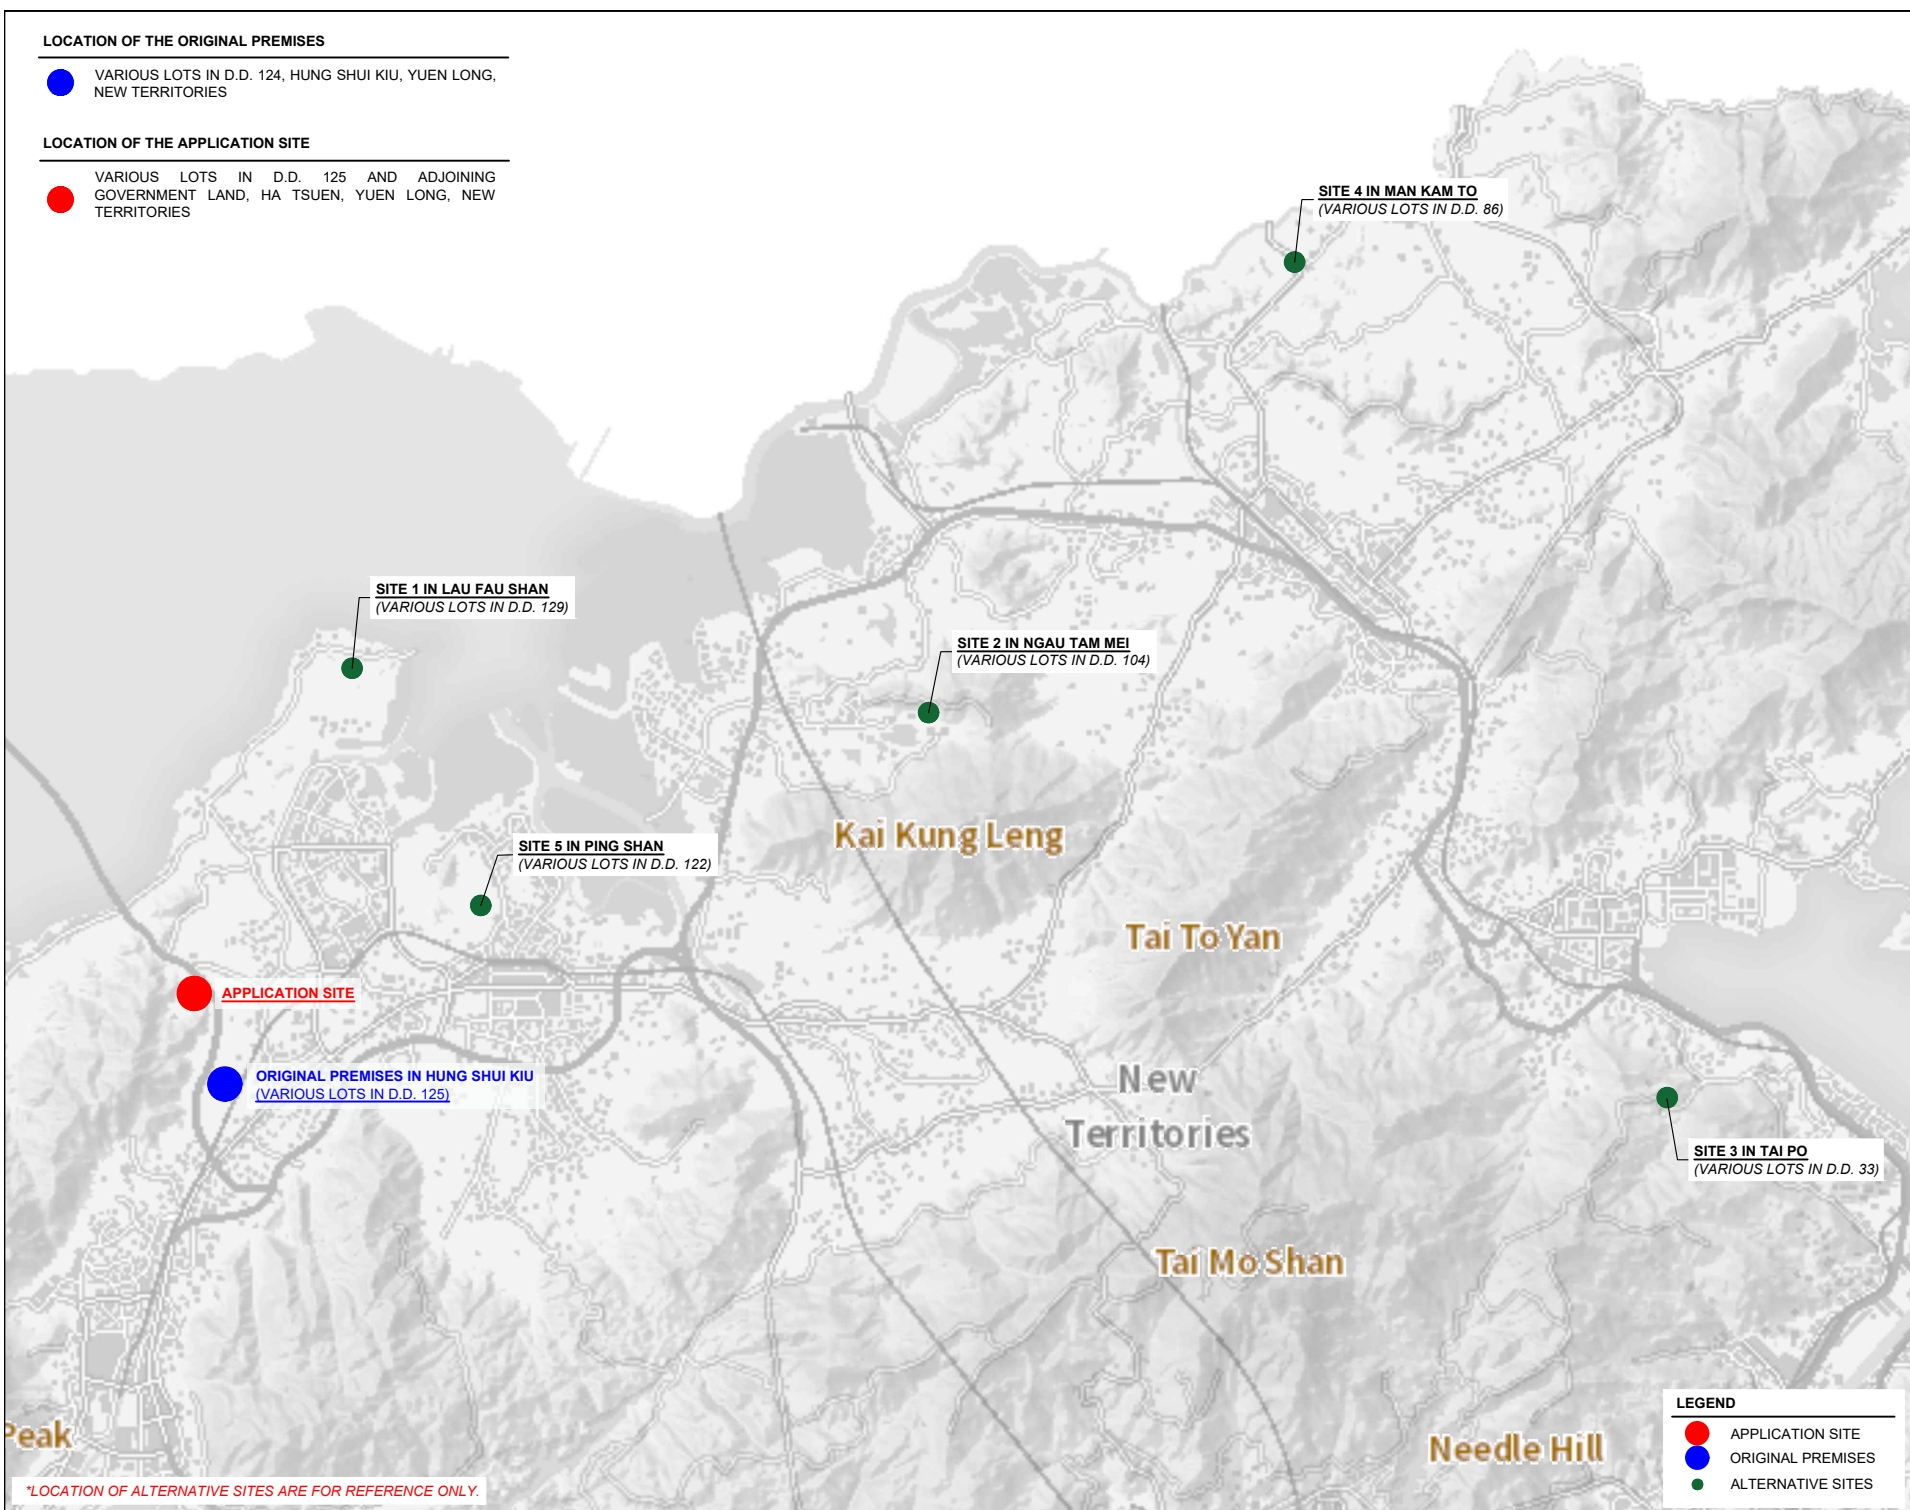 LOCATION OF THE ORIGINAL PREMISES
VARIOUS LOTS IN D.D. 124, HUNG SHUI KIU, YUEN LONG,
NEW TERRITORIES
LOCATION OF THE APPLICATION SITE
VARIOUS LOTS IN D.D. 125 AND ADJOINING
GOVERNMENT LAND, HA TSUEN, YUEN LONG, NEW
TERRITORIES
SITE 4 IN MAN KAM TO
(VARIOUS LOTS IN D.D. 86)
SITE 1 IN LAU FAU SHAN
(VARIOUS LOTS IN D.D. 129)
SITE 2 IN NGAU TAM MEI
(VARIOUS LOTS IN D.D. 104)
Kai Kung Leng
SITE 5 IN PING SHAN
(VARIOUS LOTS IN D.D. 122)
Tai To Yan
APPLICATION SITE
ORIGINAL PREMISES IN HUNG SHUI KIU
(VARIOUS LOTS IN D.D. 125)
New
Territories
SITE 3 IN TAI PO
(VARIOUS LOTS IN D.D. 33)
Tai Mo Shan
Peak
Needle Hill
LEGEND
APPLICATION SITE
ORIGINAL PREMISES
ALTERNATIVE SITES
*LOCATION OF ALTERNATIVE SITES ARE FOR REFERENCE ONLY.